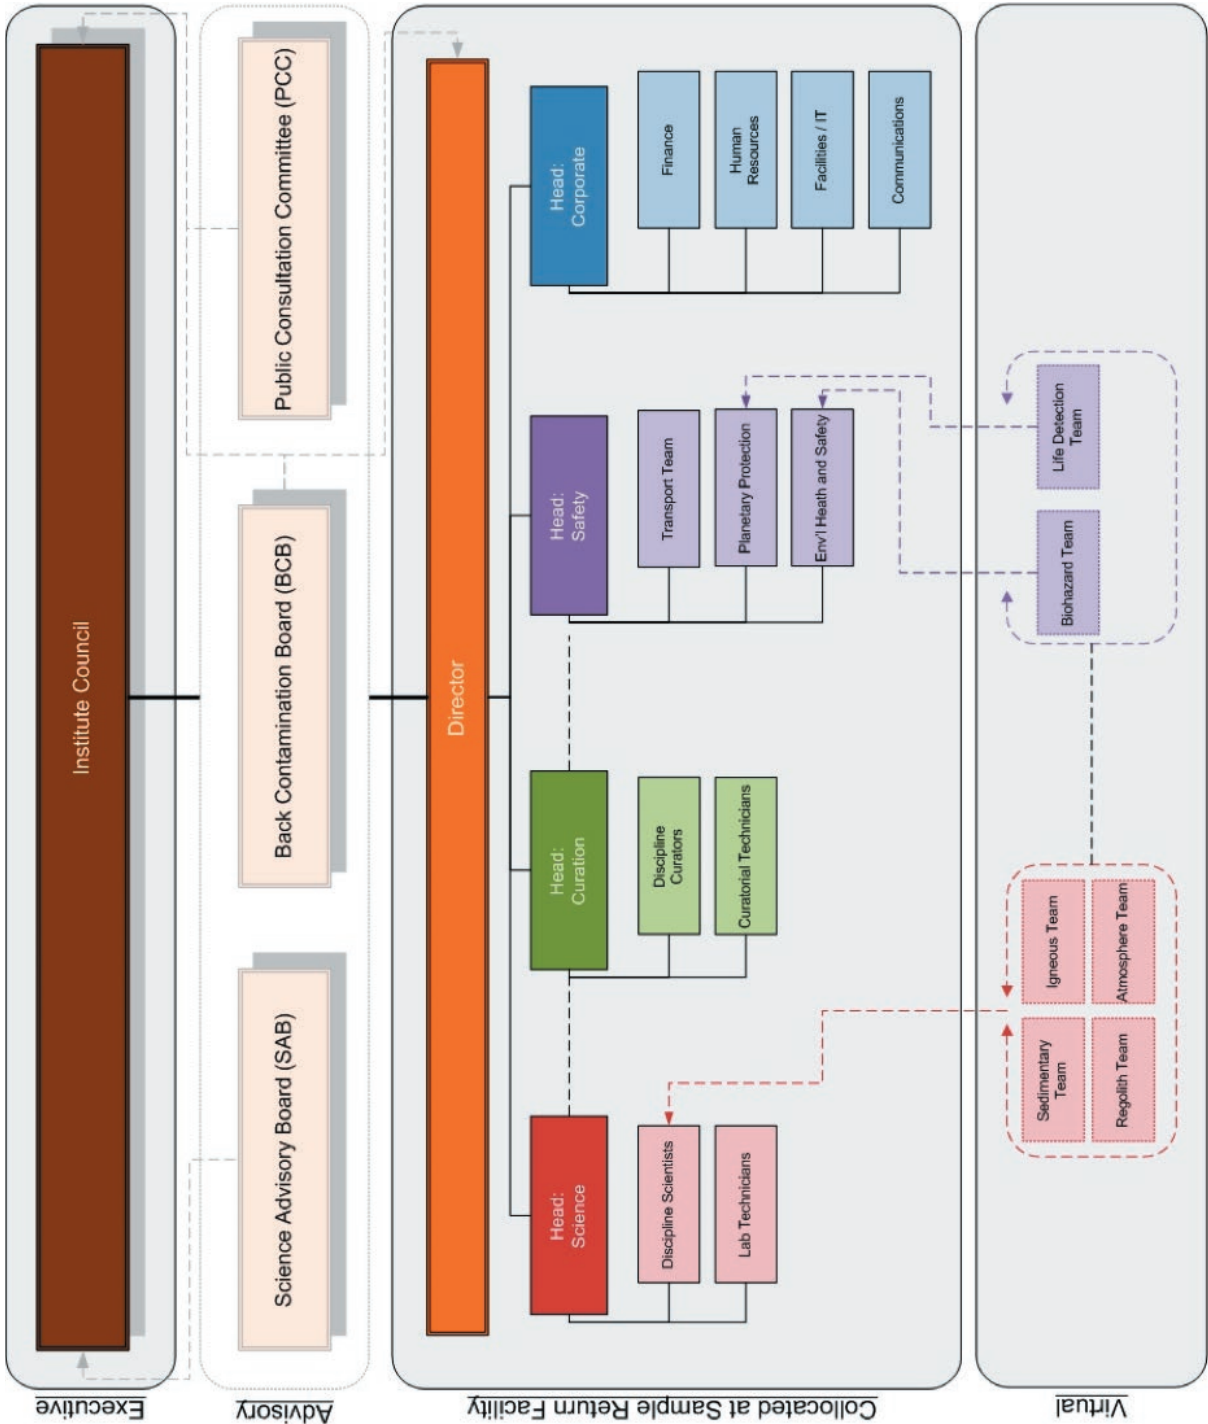 Executive
Institute Council
Advisory
Science Advisory Board (SAB)
Back Contamination Board (BCB)
Public Consultation Committee (PCC)
Collocated at Sample Return Facility
Director
Head:
Science
Discipline Scientists
Lab Technicians
Head:
Curation
Discipline
Curators
Curatorial Technicians
Head:
Safety
Transport Team
Planetary Protection
Env'l Heath and Safety
Head:
Corporate
Finance
Human
Resources
Facilities / IT
Communications
Virtual
Sedimentary
Team
Igneous Team
Regolith Team
Atmosphere Team
Biohazard Team
Life Detection
Team